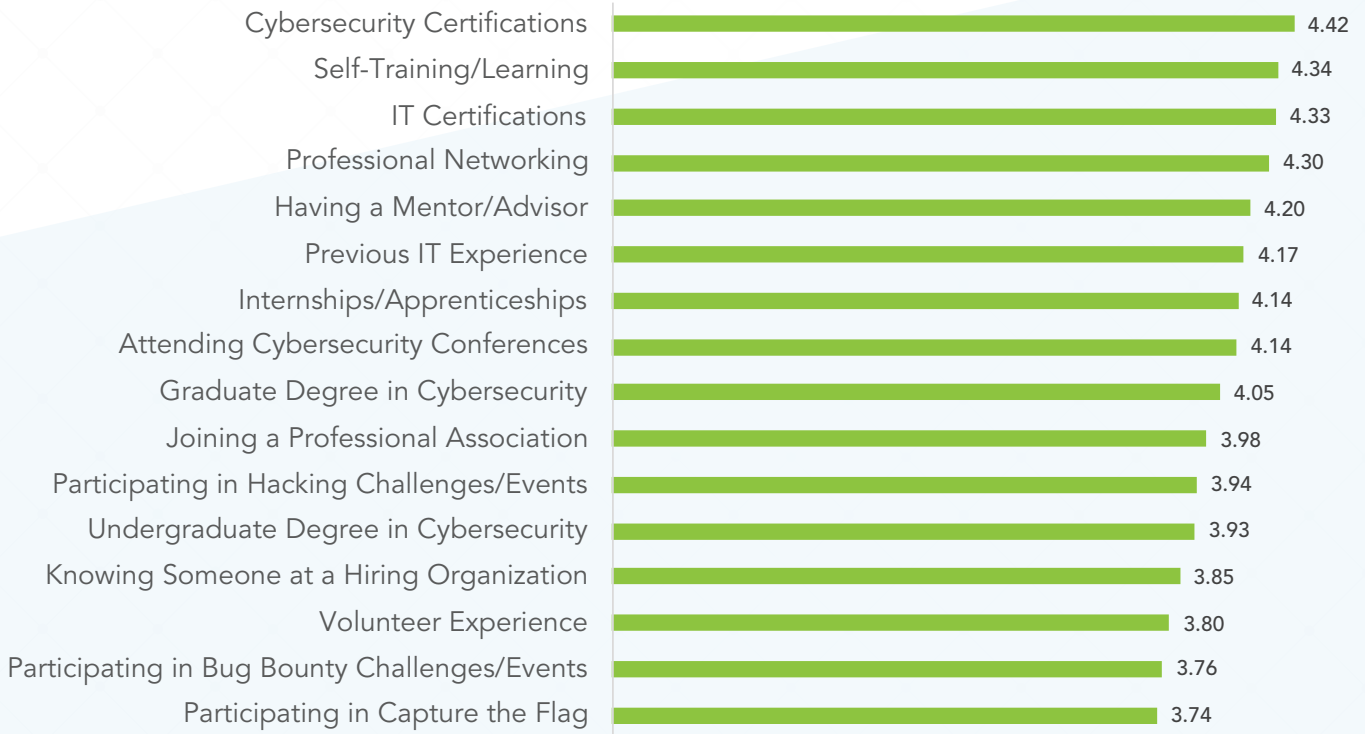 Cybersecurity Certifications 4.42
Self-Training/Learning 4.34
IT Certifications 4.33
Professional Networking 4.30
Having a Mentor/Advisor 4.20
Previous IT Experience 4.17
Internships/Apprenticeships 4.14
Attending Cybersecurity Conferences 4.14
Graduate Degree in Cybersecurity 4.05
Joining a Professional Association 3.98
Participating in Hacking Challenges/Events 3.94
Undergraduate Degree in Cybersecurity 3.93
Knowing Someone at a Hiring Organization 3.85
Volunteer Experience 3.80
Participating in Bug Bounty Challenges/Events 3.76
Participating in Capture the Flag 3.74